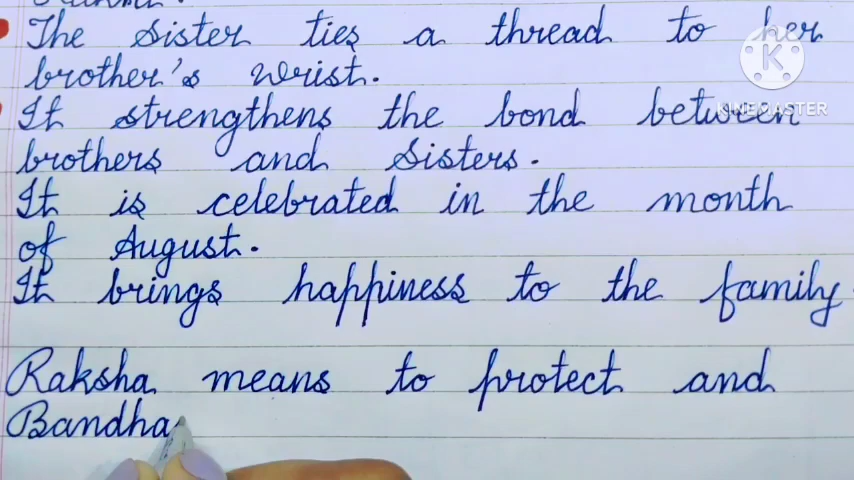 The Sister ties a thread to her
brother's wrist.
It strengthens the bond between
brothers and Sisters.
It is celebrated in the month
of August.
It brings happiness to the family.
Raksha means to protect and
Bandha
K
KINEMASTER